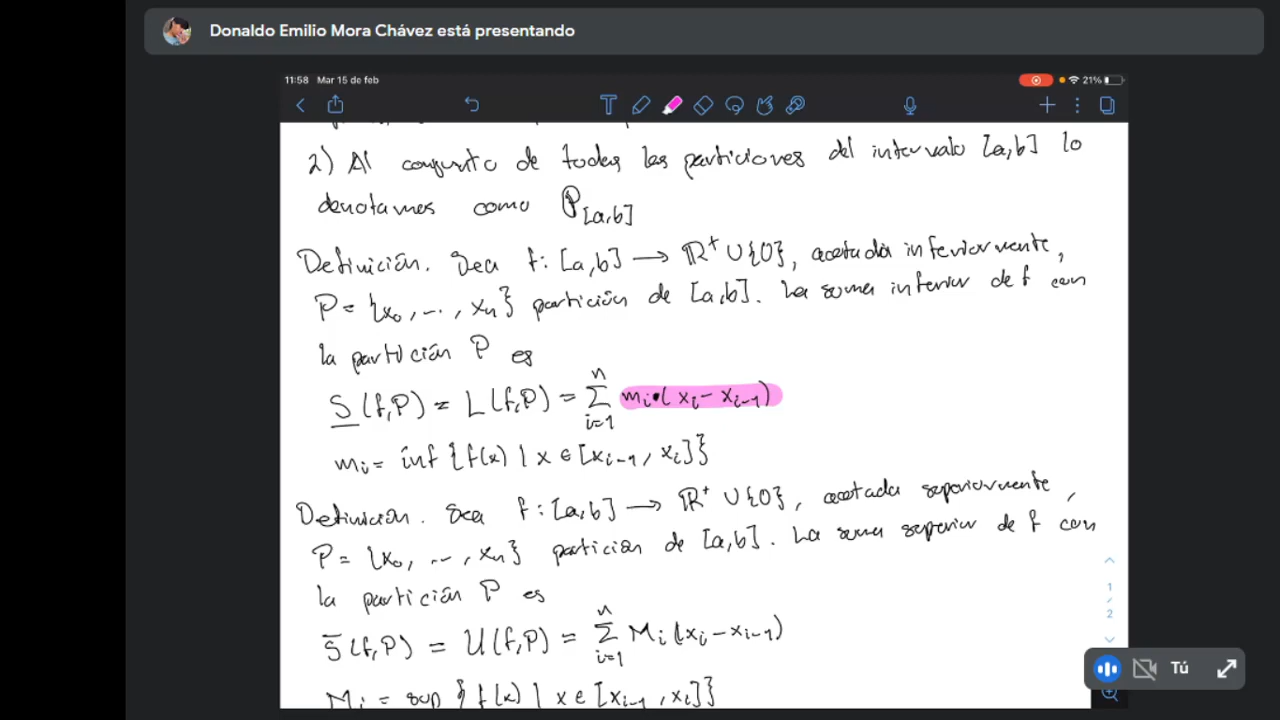 Donaldo Emilio Mora Chávez está presentando
11:58 Mar 15 de feb
21%
2) Al conjunto de todas las particiones del intervalo [a,b] lo
denotamos como P[a,b]
Definición. Sea f: [a,b] → ℝ⁺ ∪ {0}, acotada inferiormente,
P = {x₀, ..., xₙ} partición de [a,b]. La suma inferior de f con
la partición P es
S̲ (f,P) = L(f,P) = Σᵢ₌₁ⁿ mᵢ•(xᵢ - xᵢ₋₁)
mᵢ = inf {f(x) | x ∈ [xᵢ₋₁, xᵢ]}
Definición. Sea f: [a,b] → ℝ⁺ ∪ {0}, acotada superiormente,
P = {x₀, ..., xₙ} partición de [a,b]. La suma superior de f con
la partición P es
S̄ (f,P) = U(f,P) = Σᵢ₌₁ⁿ Mᵢ (xᵢ - xᵢ₋₁)
Mᵢ = sup {f(x) | x ∈ [xᵢ₋₁, xᵢ]}
1
/
2
Tú